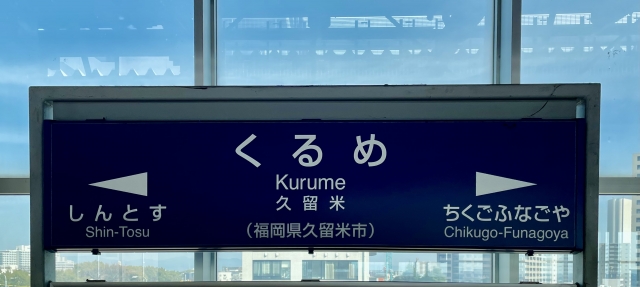 くるめ
Kurume
久留米
（福岡県久留米市）
しんとす
Shin-Tosu
ちくごふなごや
Chikugo-Funagoya